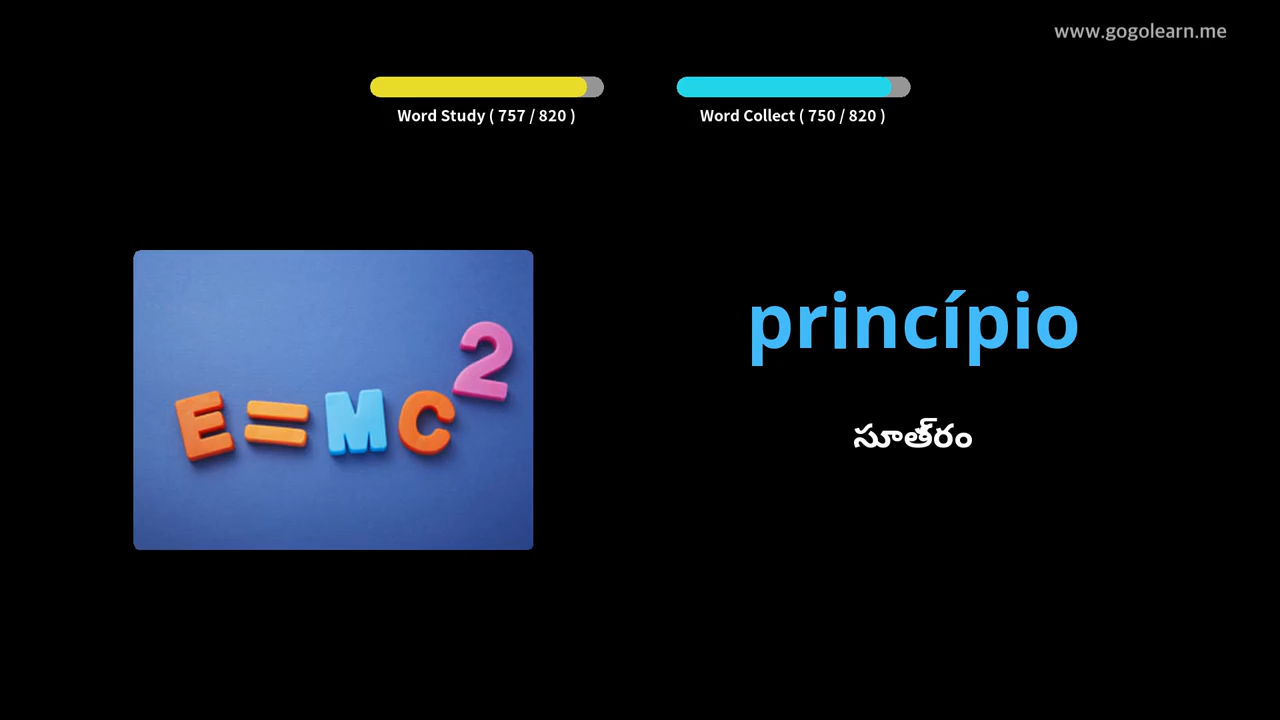 www.gogolearn.me
Word Study ( 757 / 820 )
Word Collect ( 750 / 820 )
E=MC2
princípio
సూత్రం